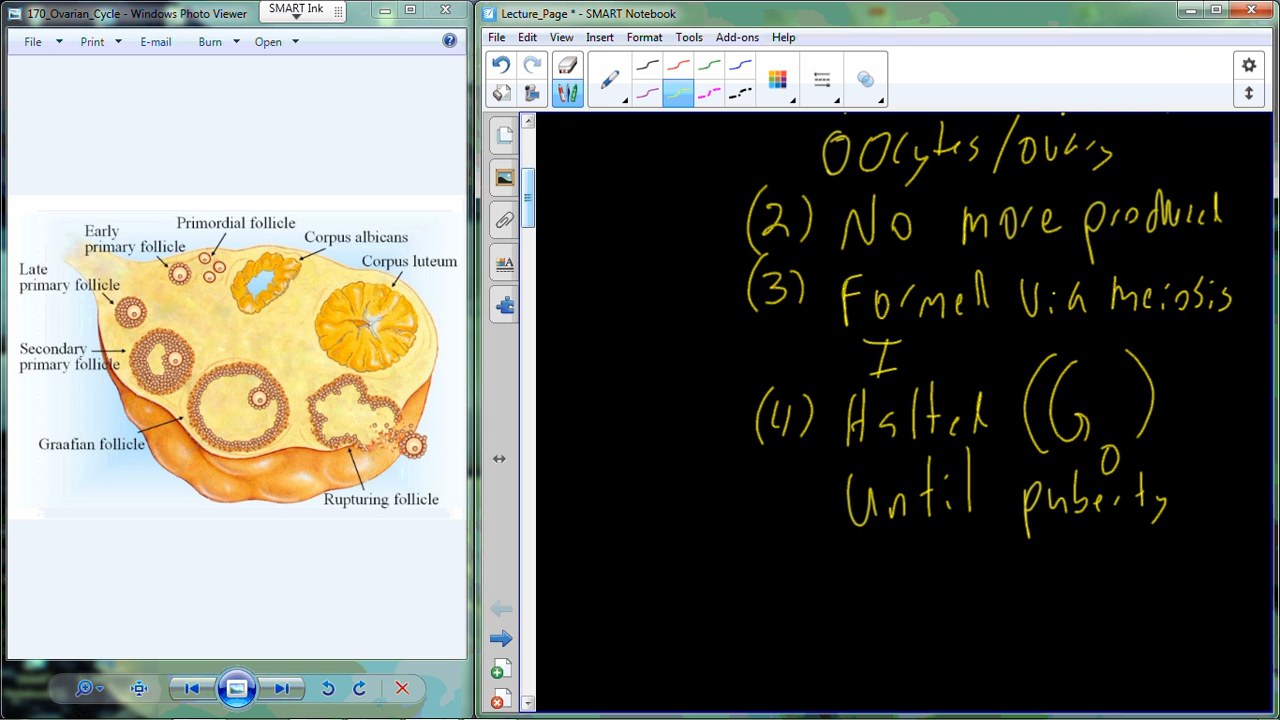 170_Ovarian_Cycle - Windows Photo Viewer
SMART Ink
File Print E-mail Burn Open
Primordial follicle
Early
primary follicle
Corpus albicans
Corpus luteum
Late
primary follicle
Secondary
primary follicle
Graafian follicle
Rupturing follicle
Lecture_Page * - SMART Notebook
File Edit View Insert Format Tools Add-ons Help
Oocytes/ovary
(2) No more produced
(3) Formed via meiosis
I
(4) Halted (G0)
until puberty